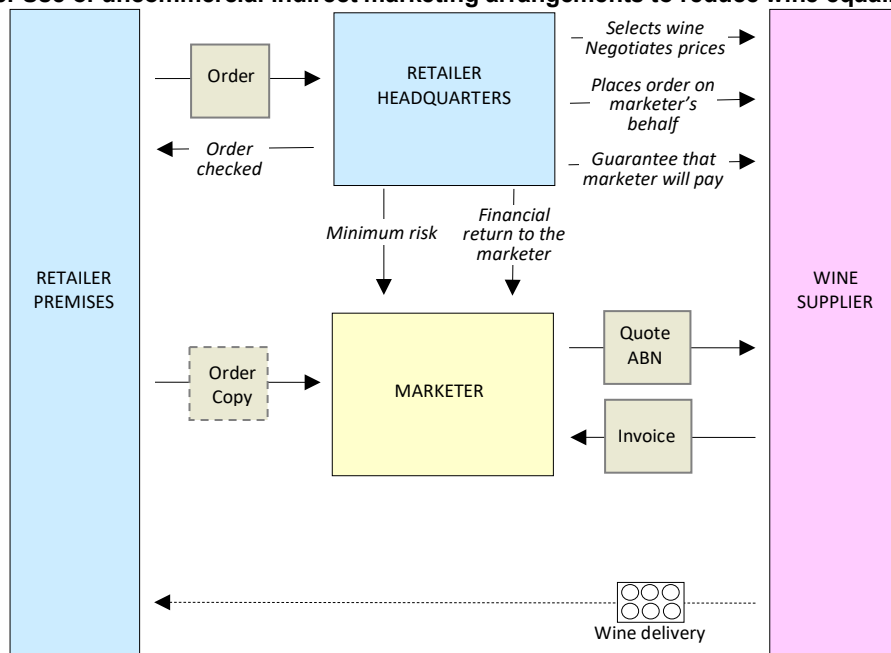 Use of uncommercial indirect marketing arrangements to reduce wine equali
Order
RETAILER
HEADQUARTERS
Selects wine
Negotiates prices
Places order on
marketer's
behalf
Order
checked
Guarantee that
marketer will pay
Minimum risk
Financial
return to the
marketer
RETAILER
PREMISES
WINE
SUPPLIER
Quote
ABN
Order
Copy
MARKETER
Invoice
Wine delivery